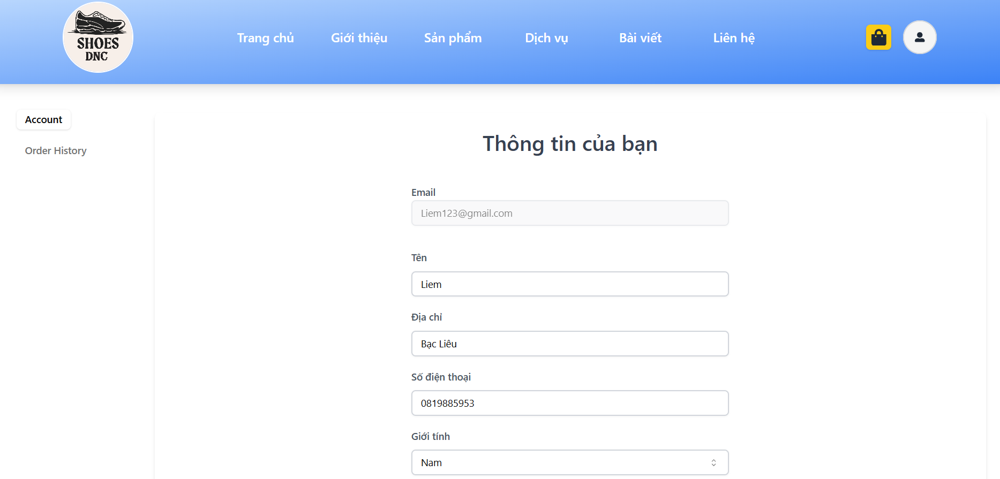 SHOES
DNC
Trang chủ
Giới thiệu
Sản phẩm
Dịch vụ
Bài viết
Liên hệ
Account
Order History
Thông tin của bạn
Email
Liem123@gmail.com
Tên
Liem
Địa chỉ
Bạc Liêu
Số điện thoại
0819885953
Giới tính
Nam